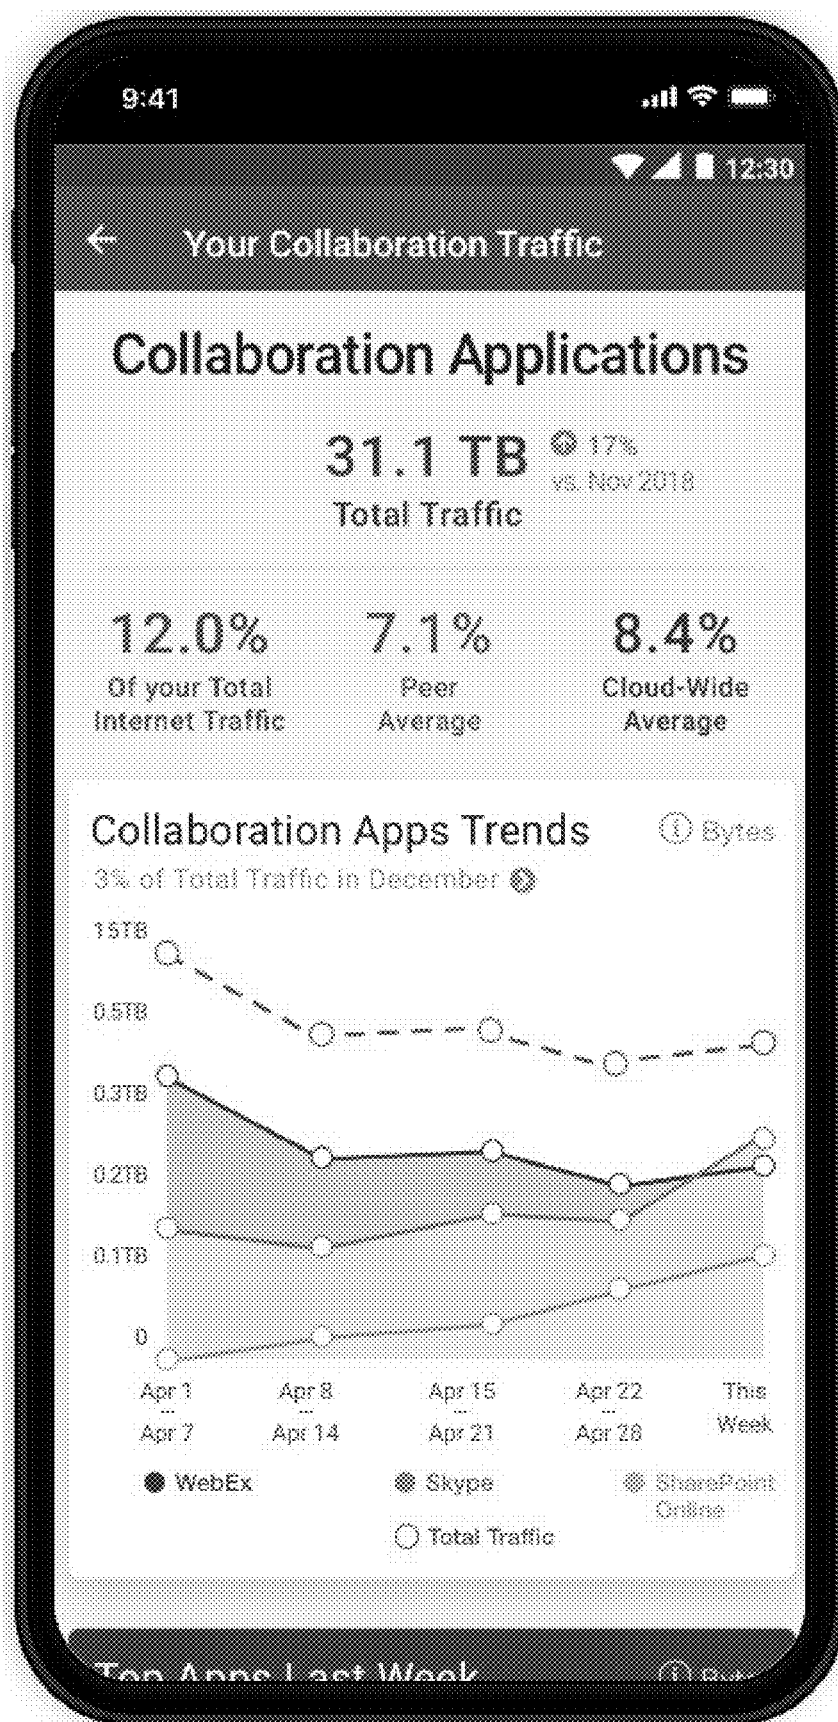 9:41
12:30
Your Collaboration Traffic
Collaboration Applications
31.1 TB
17%
vs. Nov 2018
Total Traffic
12.0% 7.1% 8.4%
Of your Total Peer Cloud-Wide
Internet Traffic Average Average
Collaboration Apps Trends Bytes
3% of Total Traffic in December
15TB
0.5TB
0.3TB
0.2TB
0.1TB
0
Apr 1 Apr 8 Apr 15 Apr 22 This
... ... ... ... Week
Apr 7 Apr 14 Apr 21 Apr 28
WebEx Skype SharePoint
Online
Total Traffic
Top Apps Last Week Bytes